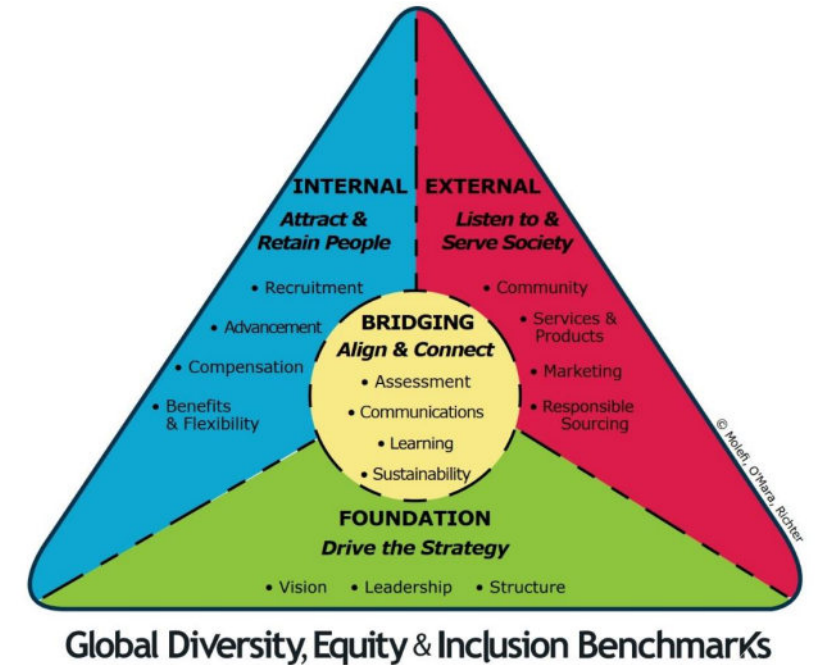 INTERNAL
Attract &
Retain People
• Recruitment
• Advancement
• Compensation
• Benefits
& Flexibility
EXTERNAL
Listen to &
Serve Society
• Community
• Services &
Products
• Marketing
• Responsible
Sourcing
BRIDGING
Align & Connect
• Assessment
• Communications
• Learning
• Sustainability
FOUNDATION
Drive the Strategy
• Vision • Leadership • Structure
© Molefi, O'Mara, Richter
Global Diversity, Equity & Inclusion Benchmarks